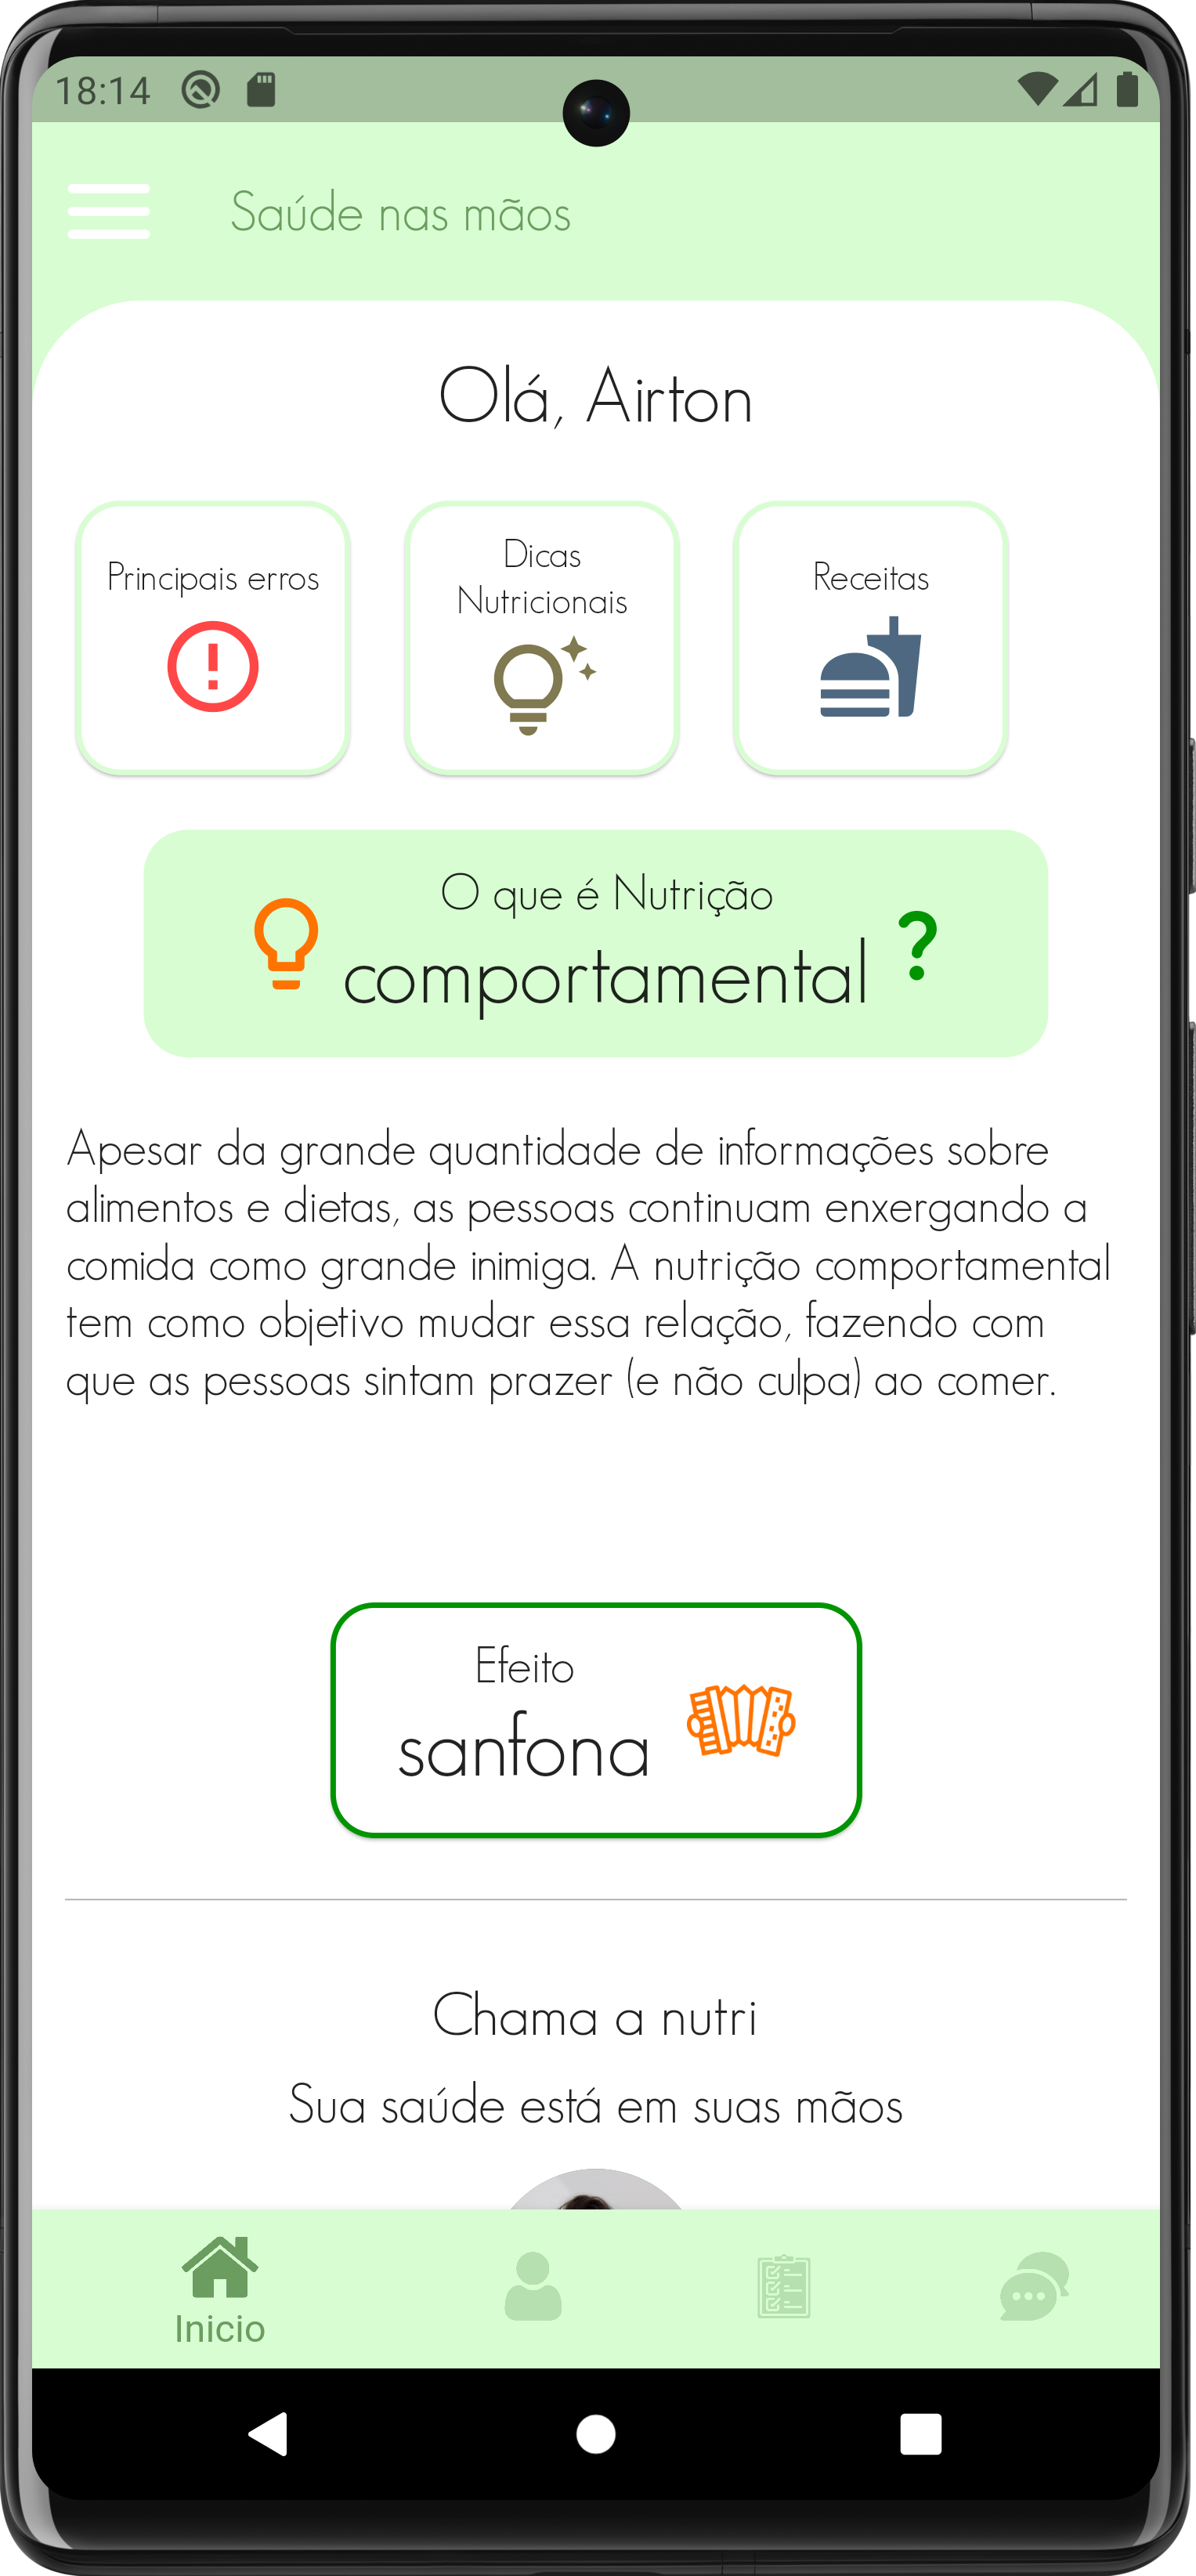 18:14
Saúde nas mãos
Olá, Airton
Principais erros
Dicas
Nutricionais
Receitas
O que é Nutrição
comportamental
?
Apesar da grande quantidade de informações sobre
alimentos e dietas, as pessoas continuam enxergando a
comida como grande inimiga. A nutrição comportamental
tem como objetivo mudar essa relação, fazendo com
que as pessoas sintam prazer (e não culpa) ao comer.
Efeito
sanfona
Chama a nutri
Sua saúde está em suas mãos
Inicio